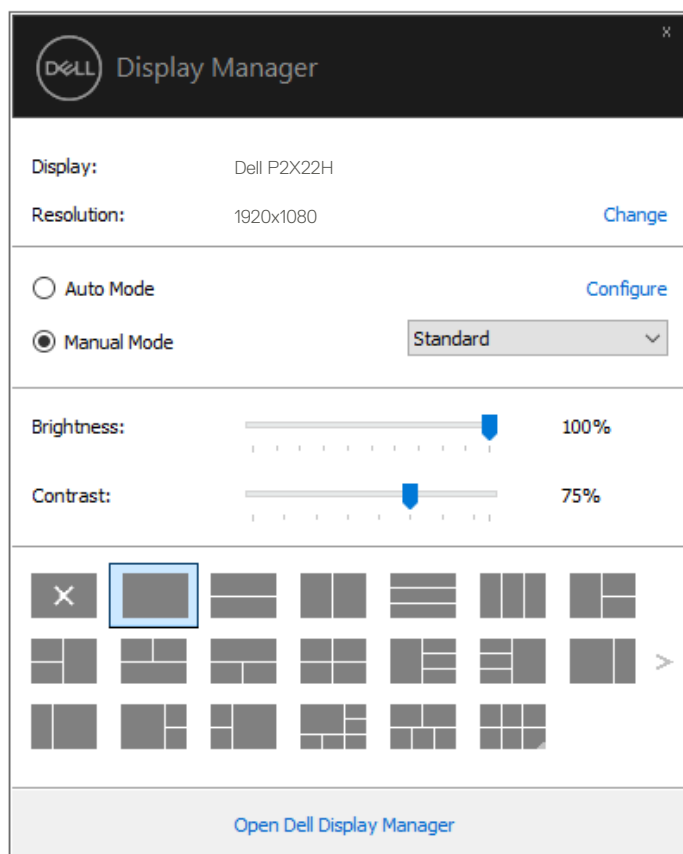 x
DELL Display Manager
Display: Dell P2X22H
Resolution: 1920x1080 Change
Auto Mode Configure
Manual Mode Standard
Brightness: 100%
Contrast: 75%
Open Dell Display Manager